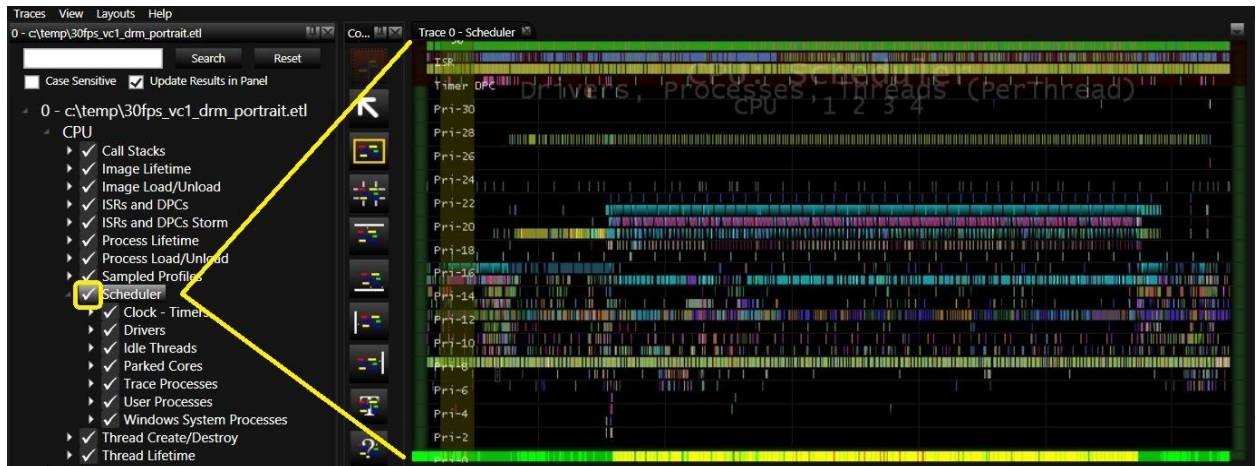 Traces View Layouts Help
0 - c:\temp\30fps_vc1_drm_portrait.etl
Search Reset
Case Sensitive Update Results in Panel
0 - c:\temp\30fps_vc1_drm_portrait.etl
CPU
Call Stacks
Image Lifetime
Image Load/Unload
ISRs and DPCs
ISRs and DPCs Storm
Process Lifetime
Process Load/Unload
Sampled Profiles
Scheduler
Clock - Timers
Drivers
Idle Threads
Parked Cores
Trace Processes
User Processes
Windows System Processes
Thread Create/Destroy
Thread Lifetime
Co...
T
?
Trace 0 - Scheduler
CPU: Scheduler
Drivers, Processes, Threads (PerThread)
CPU 1 2 3 4
ISR
Timer DPC
Pri-30
Pri-28
Pri-26
Pri-24
Pri-22
Pri-20
Pri-18
Pri-16
Pri-14
Pri-12
Pri-10
Pri-8
Pri-6
Pri-4
Pri-2
Pri-0